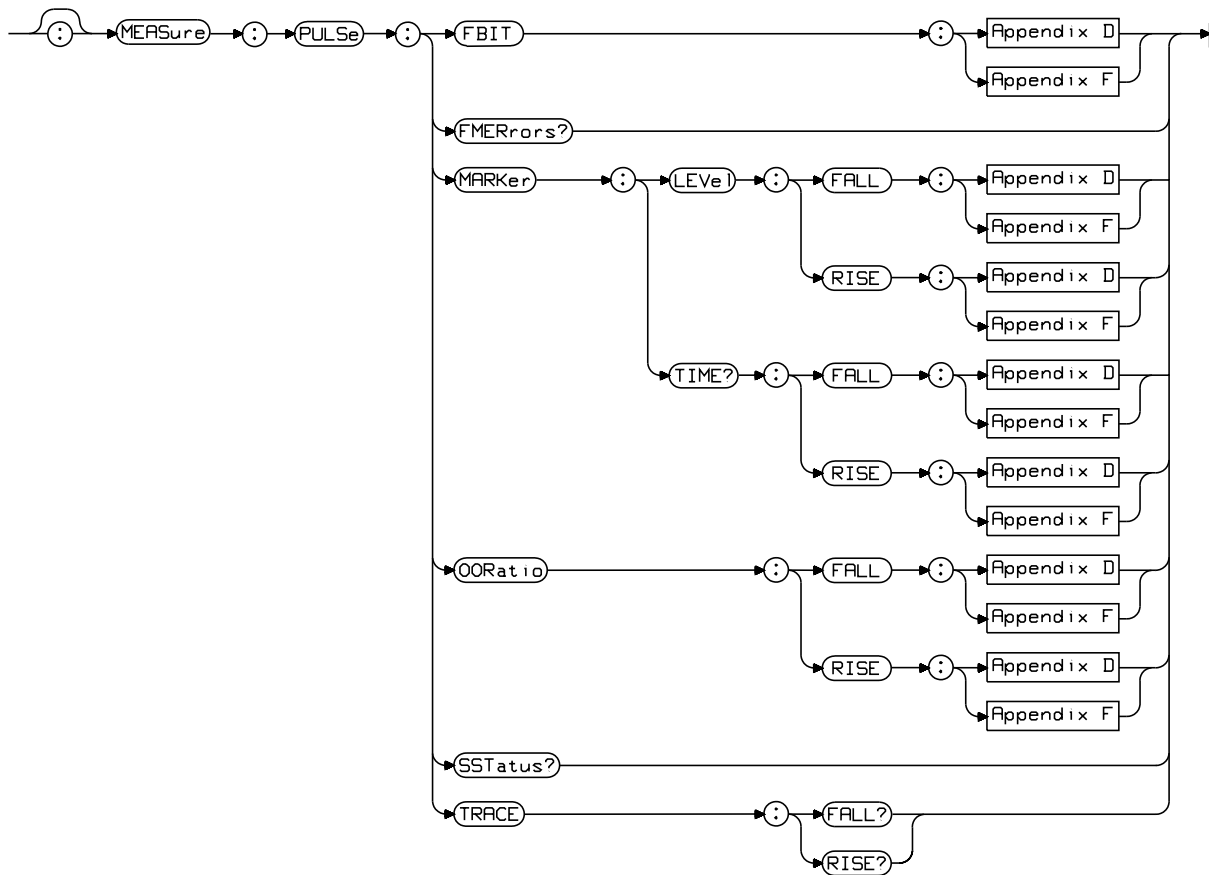 : MEASure : PULSe : FBIT : Appendix D
Appendix F
FMERrors?
MARKer : LEVel : FALL : Appendix D
Appendix F
RISE : Appendix D
Appendix F
TIME? : FALL : Appendix D
Appendix F
RISE : Appendix D
Appendix F
OORatio : FALL : Appendix D
Appendix F
RISE : Appendix D
Appendix F
SSTatus?
TRACE : FALL?
RISE?